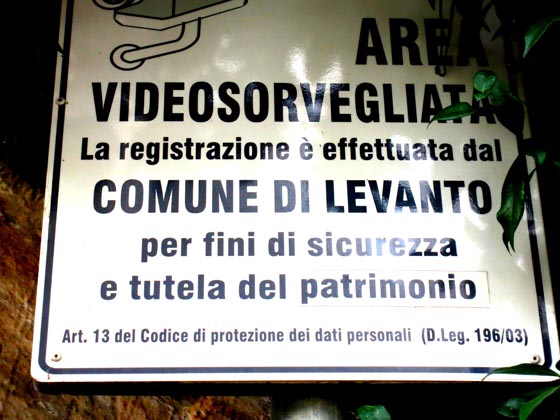 AREA
VIDEOSORVEGLIATA
La registrazione è effettuata dal
COMUNE DI LEVANTO
per fini di sicurezza
e tutela del patrimonio
Art. 13 del Codice di protezione dei dati personali (D.Leg. 196/03)